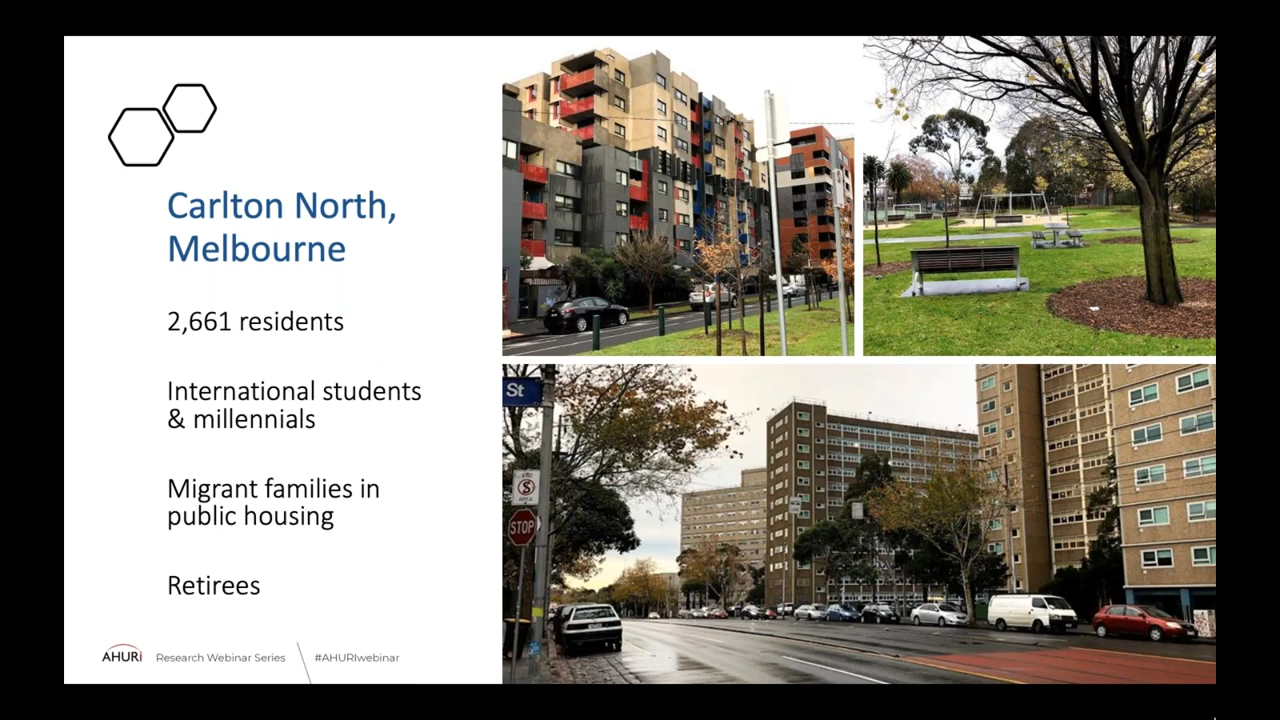 Carlton North,
Melbourne
2,661 residents
International students
& millennials
Migrant families in
public housing
Retirees
AHURI Research Webinar Series #AHURIwebinar
St
AREA
STOP